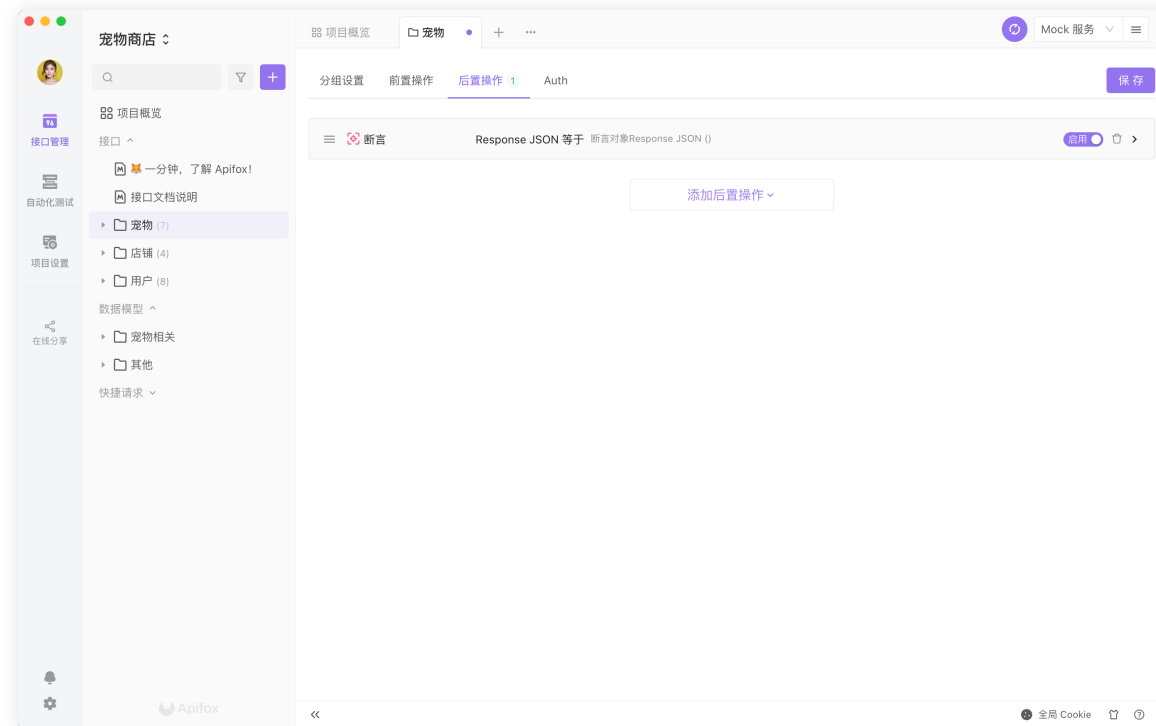 宠物商店
接口管理
自动化测试
项目设置
在线分享
项目概览
接口
一分钟，了解 Apifox!
接口文档说明
宠物 (7)
店铺 (4)
用户 (8)
数据模型
宠物相关
其他
快捷请求
Apifox
项目概览
宠物
Mock 服务
分组设置 前置操作 后置操作 1 Auth
保 存
断言 Response JSON 等于 断言对象Response JSON () 启用
添加后置操作
全局 Cookie